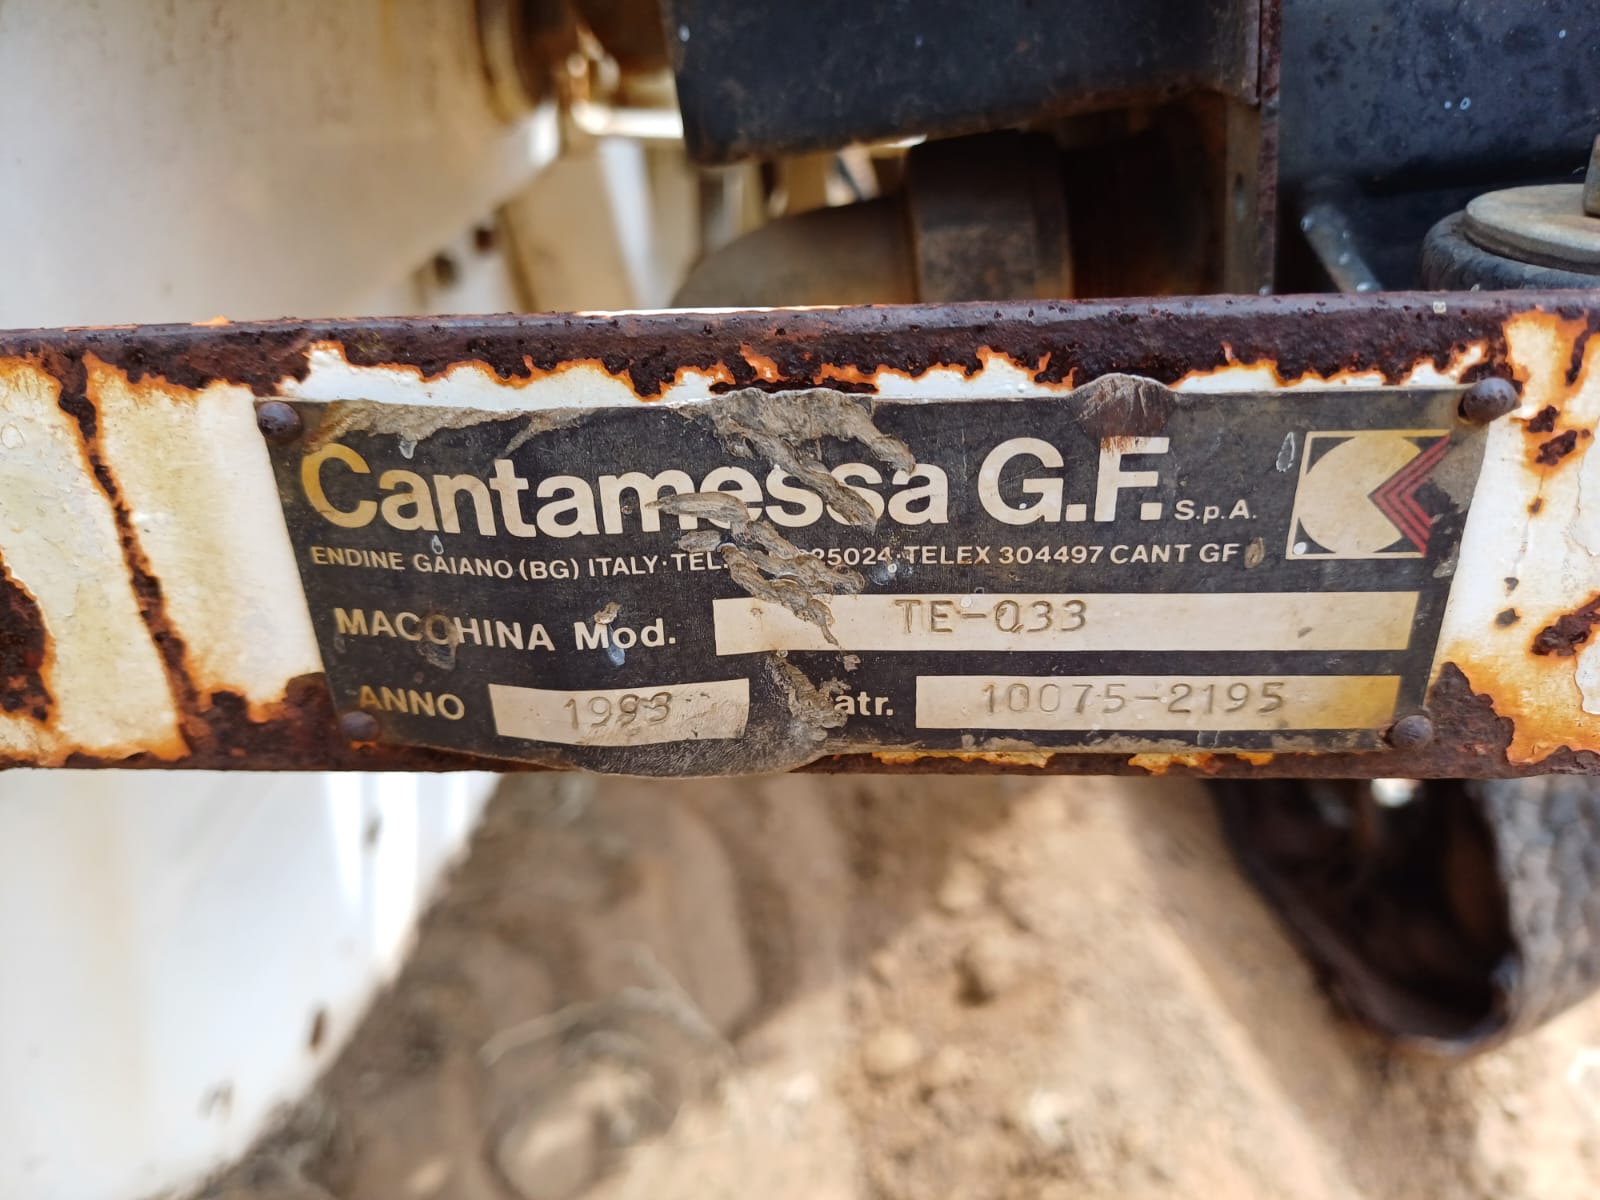 Cantamessa G.F. S.p.A.
ENDINE GAIANO (BG) ITALY · TEL. 25024 · TELEX 304497 CANT GF
MACCHINA Mod. TE-033
ANNO 1993 atr. 10075-2195